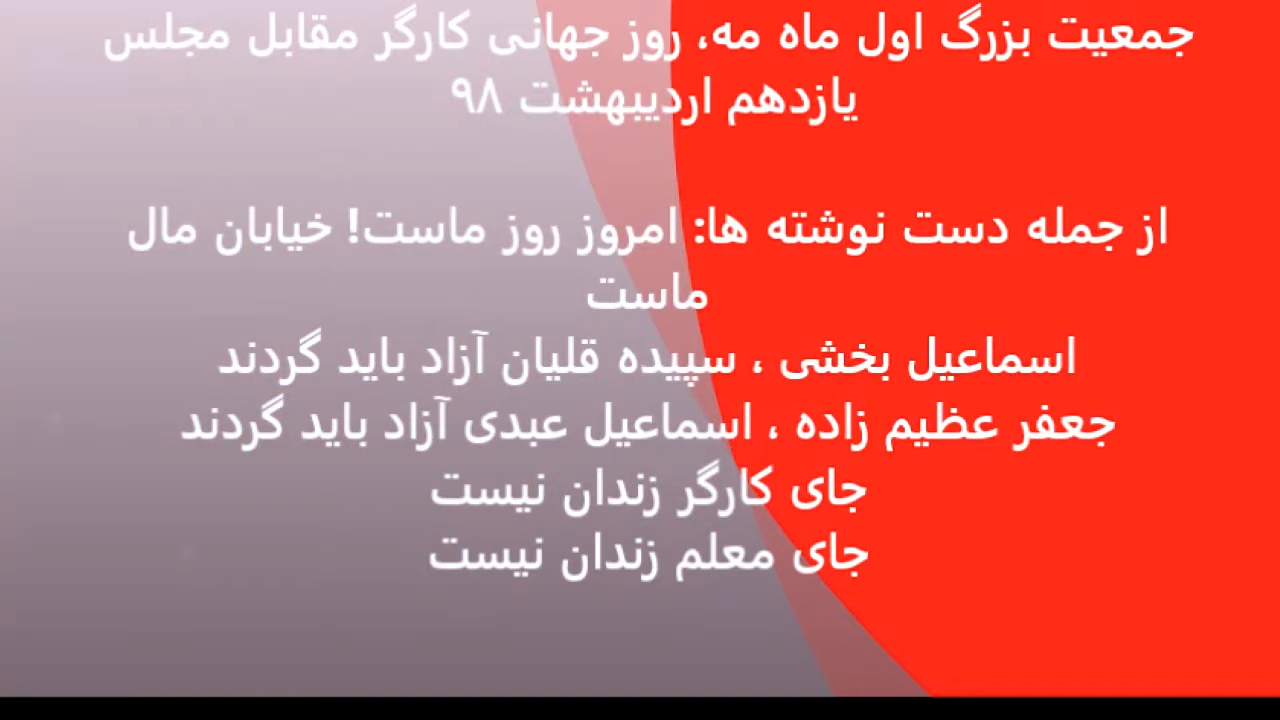 جمعیت بزرگ اول ماه مه، روز جهانی کارگر مقابل مجلس
یازدهم اردیبهشت ۹۸
از جمله دست نوشته ها: امروز روز ماست! خیابان مال
ماست
اسماعیل بخشی ، سپیده قلیان آزاد باید گردند
جعفر عظیم زاده ، اسماعیل عبدی آزاد باید گردند
جای کارگر زندان نیست
جای معلم زندان نیست